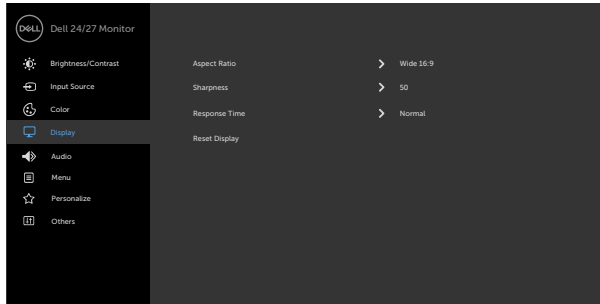 DELL Dell 24/27 Monitor
Brightness/Contrast
Input Source
Color
Display
Audio
Menu
Personalize
Others
Aspect Ratio Wide 16:9
Sharpness 50
Response Time Normal
Reset Display